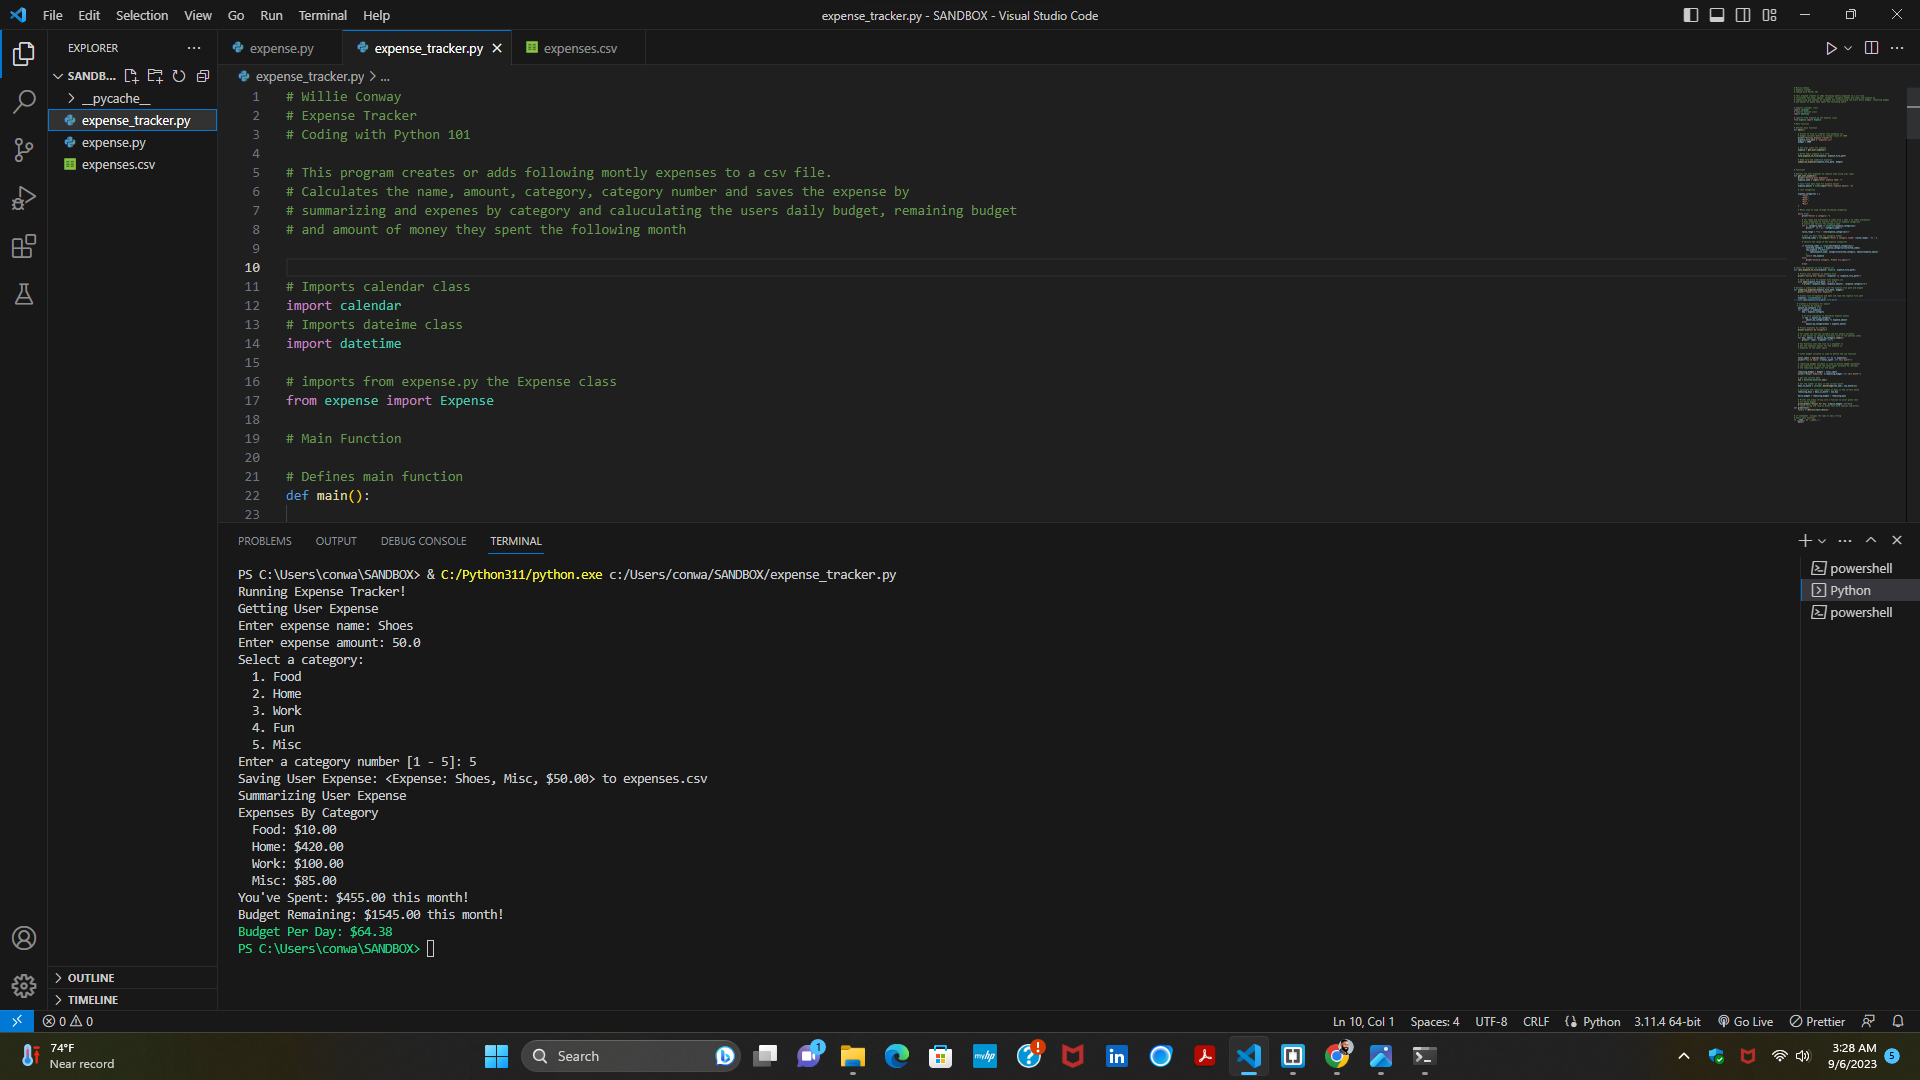 File Edit Selection View Go Run Terminal Help
expense_tracker.py - SANDBOX - Visual Studio Code
EXPLORER
SANDB...
__pycache__
expense_tracker.py
expense.py
expenses.csv
OUTLINE
TIMELINE
expense.py expense_tracker.py expenses.csv
expense_tracker.py > ...
1 # Willie Conway
2 # Expense Tracker
3 # Coding with Python 101
4
5 # This program creates or adds following montly expenses to a csv file.
6 # Calculates the name, amount, category, category number and saves the expense by
7 # summarizing and expenes by category and caluculating the users daily budget, remaining budget
8 # and amount of money they spent the following month
9
10
11 # Imports calendar class
12 import calendar
13 # Imports dateime class
14 import datetime
15
16 # imports from expense.py the Expense class
17 from expense import Expense
18
19 # Main Function
20
21 # Defines main function
22 def main():
23
PROBLEMS OUTPUT DEBUG CONSOLE TERMINAL
PS C:\Users\conwa\SANDBOX> & C:/Python311/python.exe c:/Users/conwa/SANDBOX/expense_tracker.py
Running Expense Tracker!
Getting User Expense
Enter expense name: Shoes
Enter expense amount: 50.0
Select a category:
1. Food
2. Home
3. Work
4. Fun
5. Misc
Enter a category number [1 - 5]: 5
Saving User Expense: <Expense: Shoes, Misc, $50.00> to expenses.csv
Summarizing User Expense
Expenses By Category
Food: $10.00
Home: $420.00
Work: $100.00
Misc: $85.00
You've Spent: $455.00 this month!
Budget Remaining: $1545.00 this month!
Budget Per Day: $64.38
PS C:\Users\conwa\SANDBOX>
powershell
Python
powershell
0 0
Ln 10, Col 1 Spaces: 4 UTF-8 CRLF Python 3.11.4 64-bit Go Live Prettier
74°F
Near record
Search
1
myhp
3:28 AM
9/6/2023
5